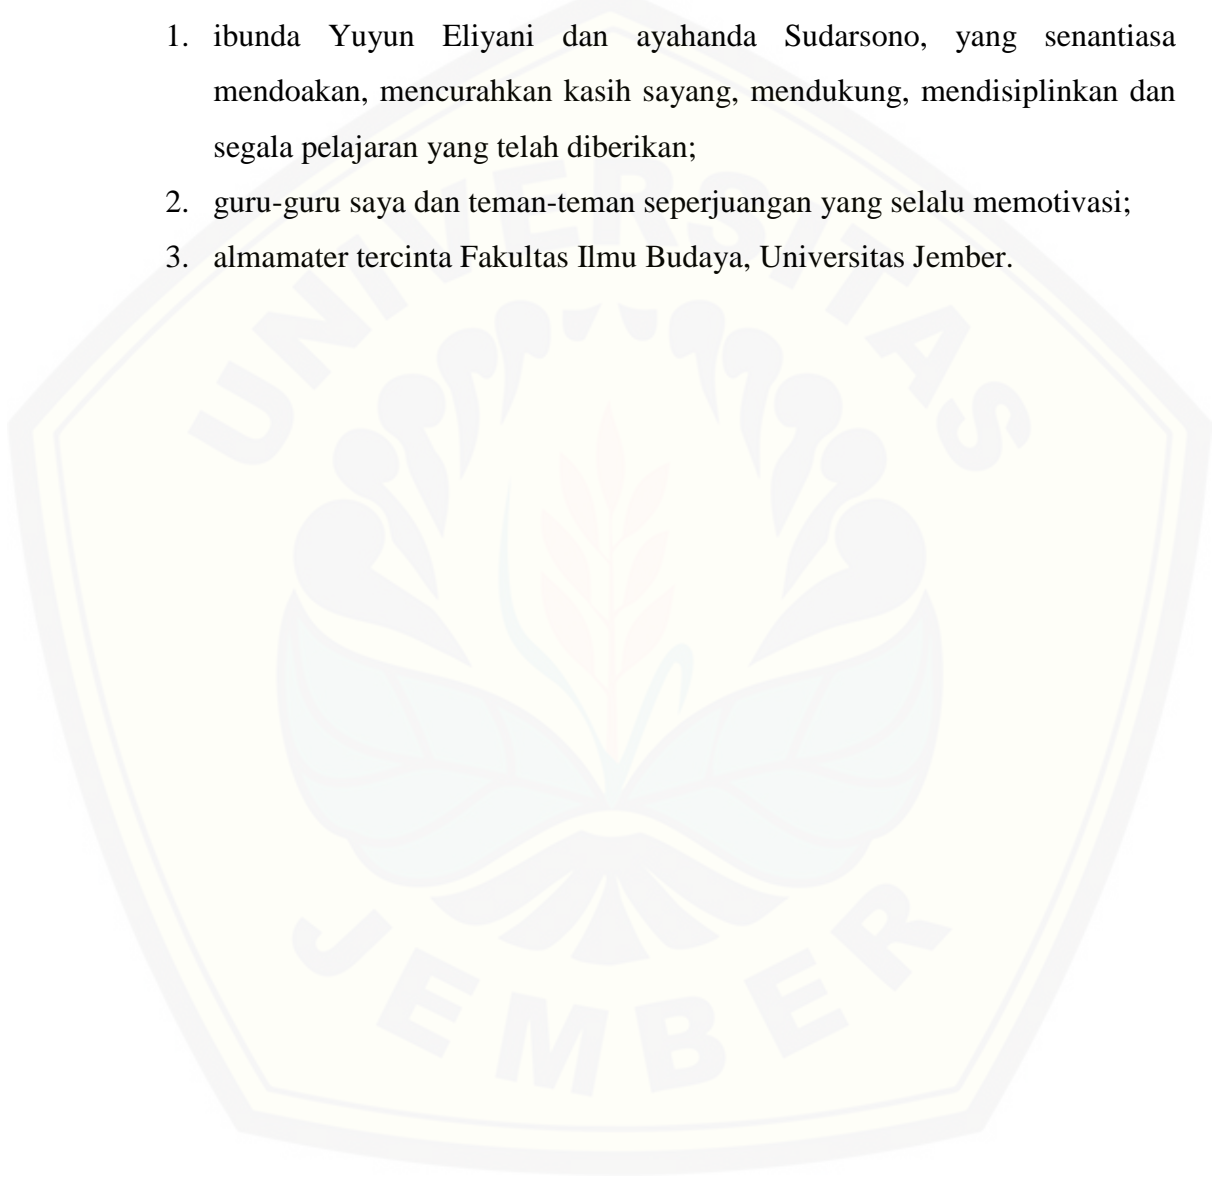 1. ibunda Yuyun Eliyani dan ayahanda Sudarsono, yang senantiasa
mendoakan, mencurahkan kasih sayang, mendukung, mendisiplinkan dan
segala pelajaran yang telah diberikan;
2. guru-guru saya dan teman-teman seperjuangan yang selalu memotivasi;
3. almamater tercinta Fakultas Ilmu Budaya, Universitas Jember.
UNIVERSITAS
JEMBER